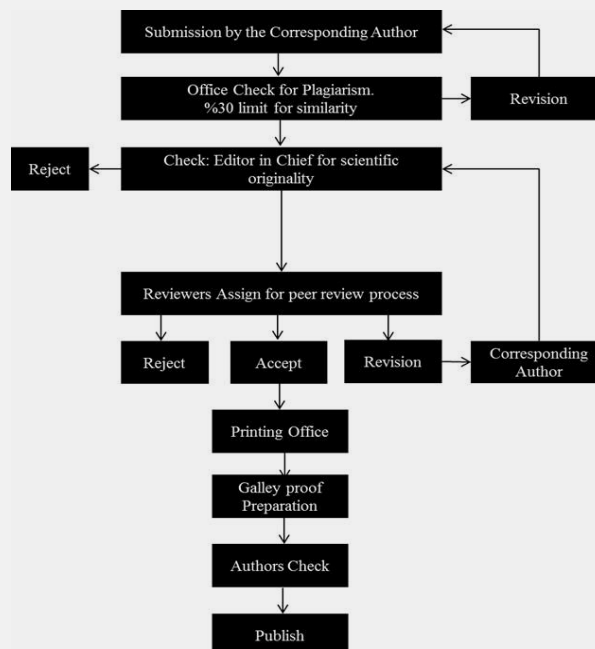 Submission by the Corresponding Author
Office Check for Plagiarism.
%30 limit for similarity
Revision
Reject
Check: Editor in Chief for scientific
originality
Reviewers Assign for peer review process
Reject
Accept
Revision
Corresponding
Author
Printing Office
Galley proof
Preparation
Authors Check
Publish